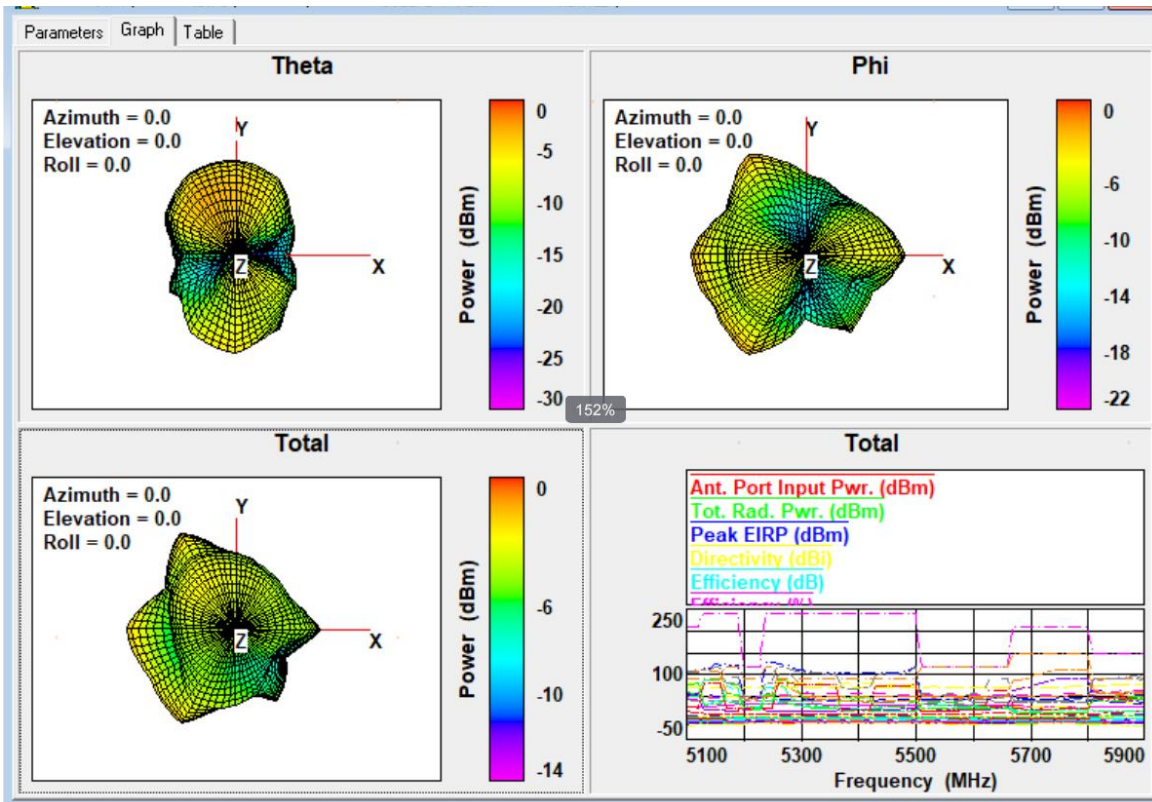 Parameters Graph Table
Theta
Azimuth = 0.0
Elevation = 0.0
Roll = 0.0
Y
X
Z
Power (dBm)
0
-5
-10
-15
-20
-25
-30
Phi
Azimuth = 0.0
Elevation = 0.0
Roll = 0.0
Y
X
Z
Power (dBm)
0
-6
-10
-14
-18
-22
152%
Total
Azimuth = 0.0
Elevation = 0.0
Roll = 0.0
Y
X
Z
Power (dBm)
0
-6
-10
-14
Total
Ant. Port Input Pwr. (dBm)
Tot. Rad. Pwr. (dBm)
Peak EIRP (dBm)
Directivity (dBi)
Efficiency (dB)
Efficiency (%)
250
100
-50
5100 5300 5500 5700 5900
Frequency (MHz)